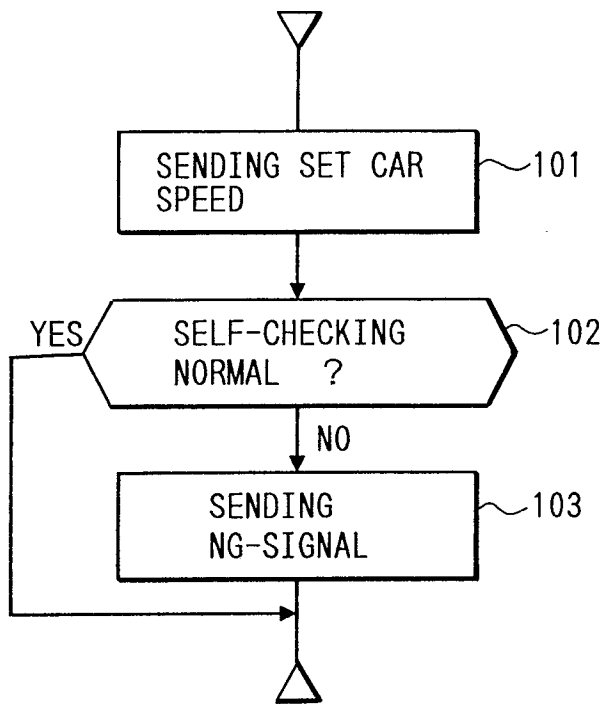 SENDING SET CAR
SPEED
101
YES
SELF-CHECKING
NORMAL ?
102
NO
SENDING
NG-SIGNAL
103